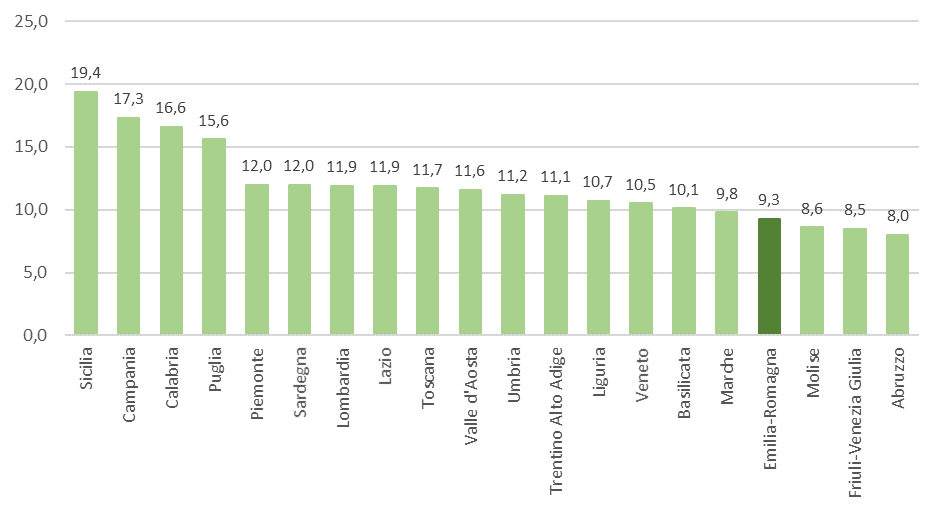 25,0
20,0
15,0
10,0
5,0
0,0
19,4
17,3
16,6
15,6
12,0
12,0
11,9
11,9
11,7
11,6
11,2
11,1
10,7
10,5
10,1
9,8
9,3
8,6
8,5
8,0
Sicilia
Campania
Calabria
Puglia
Piemonte
Sardegna
Lombardia
Lazio
Toscana
Valle d'Aosta
Umbria
Trentino Alto Adige
Liguria
Veneto
Basilicata
Marche
Emilia-Romagna
Molise
Friuli-Venezia Giulia
Abruzzo